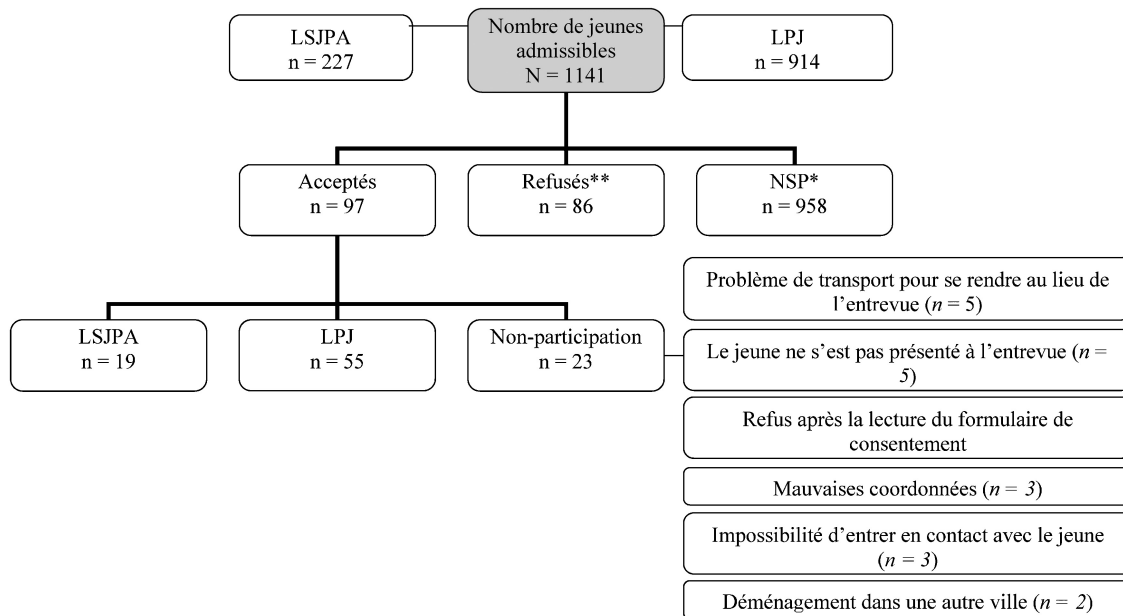 LSJPA
n = 227
Nombre de jeunes
admissibles
N = 1141
LPJ
n = 914
Acceptés
n = 97
Refusés**
n = 86
NSP*
n = 958
LSJPA
n = 19
LPJ
n = 55
Non-participation
n = 23
Problème de transport pour se rendre au lieu de
l'entrevue (n = 5)
Le jeune ne s'est pas présenté à l'entrevue (n =
5)
Refus après la lecture du formulaire de
consentement
Mauvaises coordonnées (n = 3)
Impossibilité d'entrer en contact avec le jeune
(n = 3)
Déménagement dans une autre ville (n = 2)